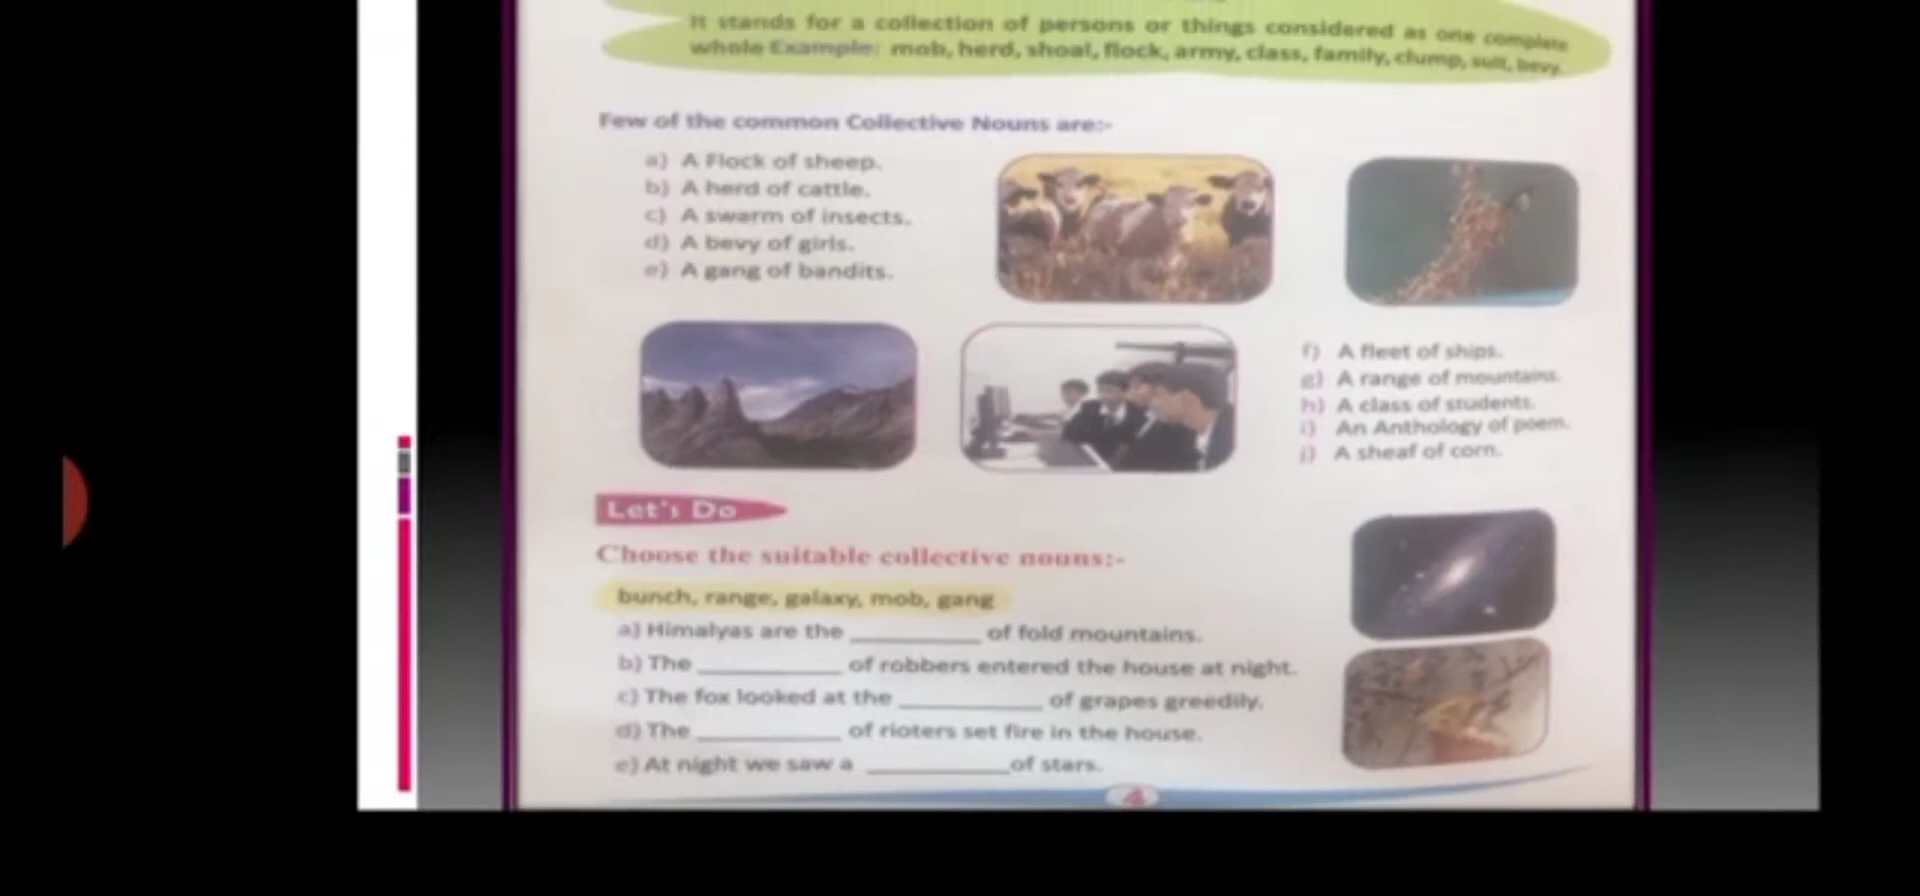 It stands for a collection of persons or things considered as one complete
whole Example: mob, herd, shoal, flock, army, class, family, clump, suit, bevy.
Few of the common Collective Nouns are:-
a) A Flock of sheep.
b) A herd of cattle.
c) A swarm of insects.
d) A bevy of girls.
e) A gang of bandits.
f) A fleet of ships.
g) A range of mountains.
h) A class of students.
i) An Anthology of poem.
j) A sheaf of corn.
Let's Do
Choose the suitable collective nouns:-
bunch, range, galaxy, mob, gang
a) Himalyas are the __________ of fold mountains.
b) The __________ of robbers entered the house at night.
c) The fox looked at the __________ of grapes greedily.
d) The __________ of rioters set fire in the house.
e) At night we saw a __________of stars.
4